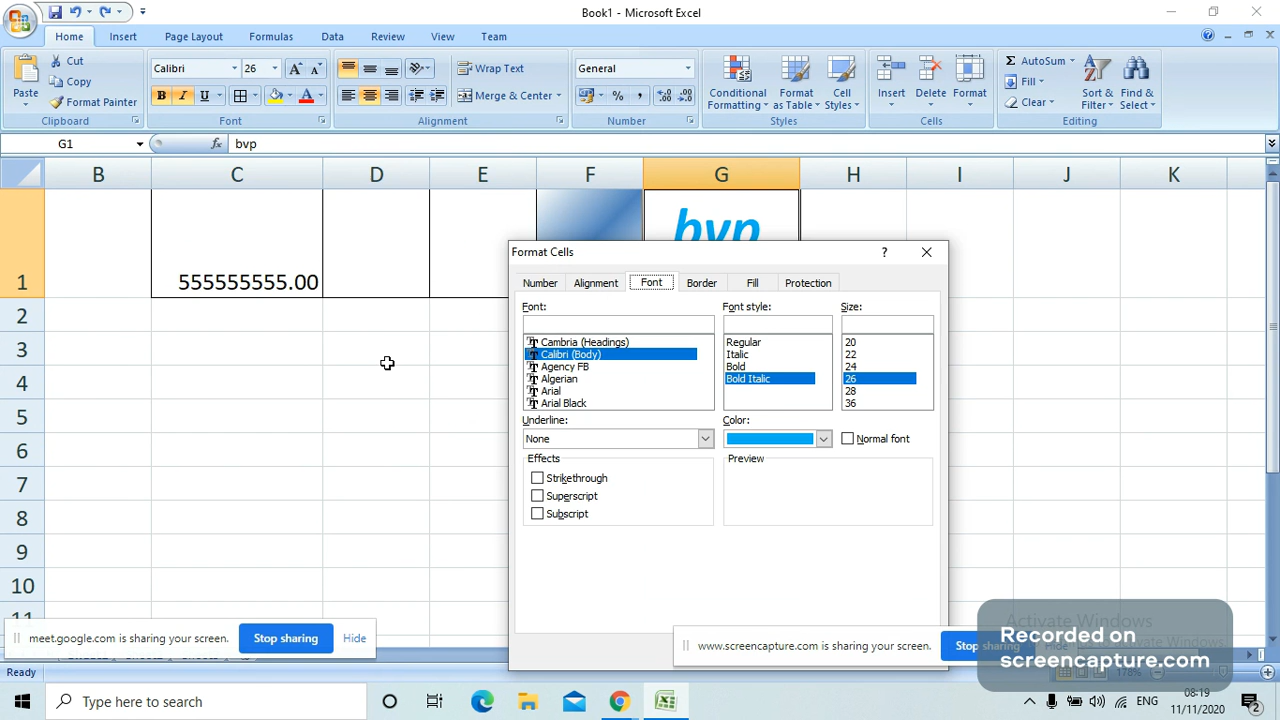 Book1 - Microsoft Excel
Home Insert Page Layout Formulas Data Review View Team
Paste
Cut
Copy
Format Painter
Clipboard
Calibri 26
B I U
Font
Wrap Text
Merge & Center
Alignment
General
Number
Conditional Formatting
Format as Table
Cell Styles
Styles
Insert Delete Format
Cells
AutoSum
Fill
Clear
Sort & Filter
Find & Select
Editing
G1 fx bvp
B C D E F G H I J K
1 555555555.00 bvp
2
3
4
5
6
7
8
9
10
11
Format Cells
Number Alignment Font Border Fill Protection
Font: Font style: Size:
Cambria (Headings) Regular 20
Calibri (Body) Italic 22
Agency FB Bold 24
Algerian Bold Italic 26
Arial 28
Arial Black 36
Underline: Color:
None Normal font
Effects Preview
Strikethrough
Superscript
Subscript
meet.google.com is sharing your screen. Stop sharing Hide
www.screencapture.com is sharing your screen. Stop sharing Hide
Activate Windows
Recorded on
screencapture.com
Ready 178%
Type here to search
ENG 08:19
11/11/2020
2